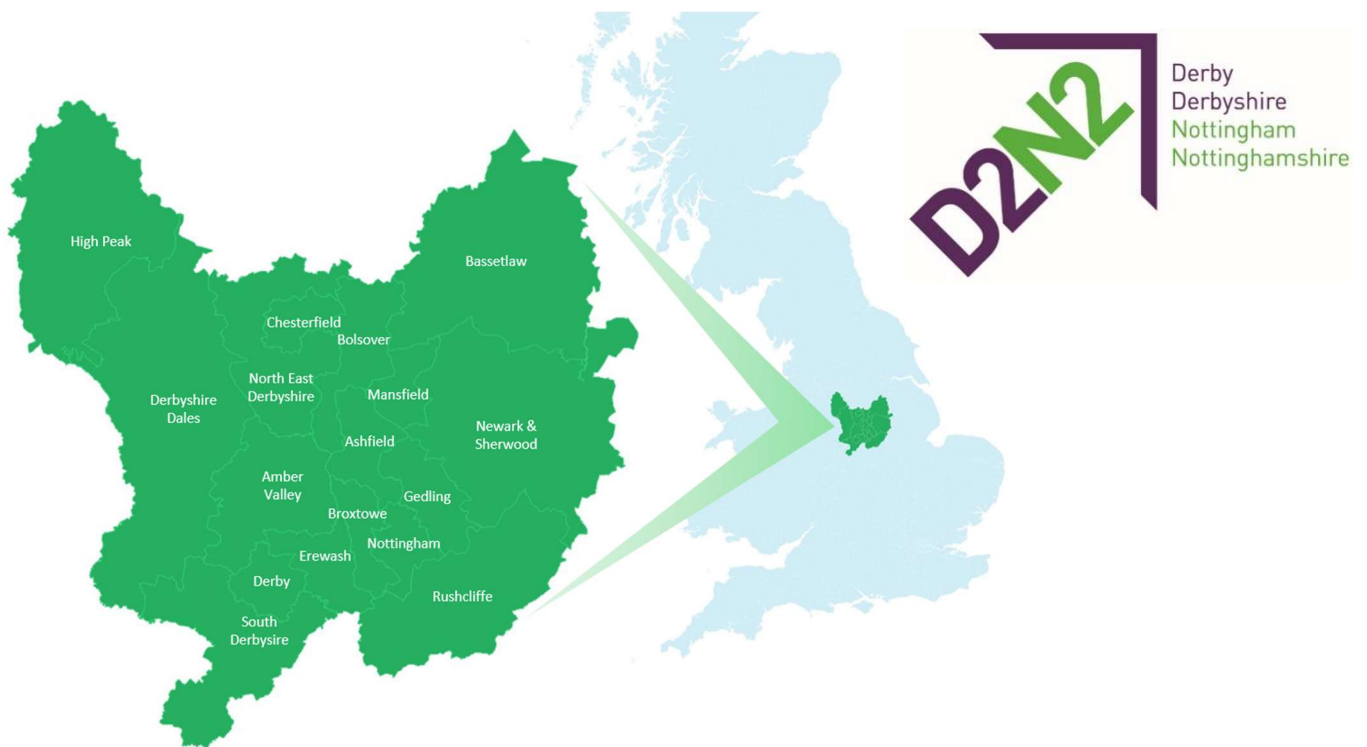 D2N2
Derby
Derbyshire
Nottingham
Nottinghamshire
High Peak
Bassetlaw
Chesterfield
Bolsover
North East
Derbyshire
Mansfield
Derbyshire
Dales
Newark &
Sherwood
Ashfield
Amber
Valley
Gedling
Broxtowe
Nottingham
Erewash
Derby
Rushcliffe
South
Derbysire